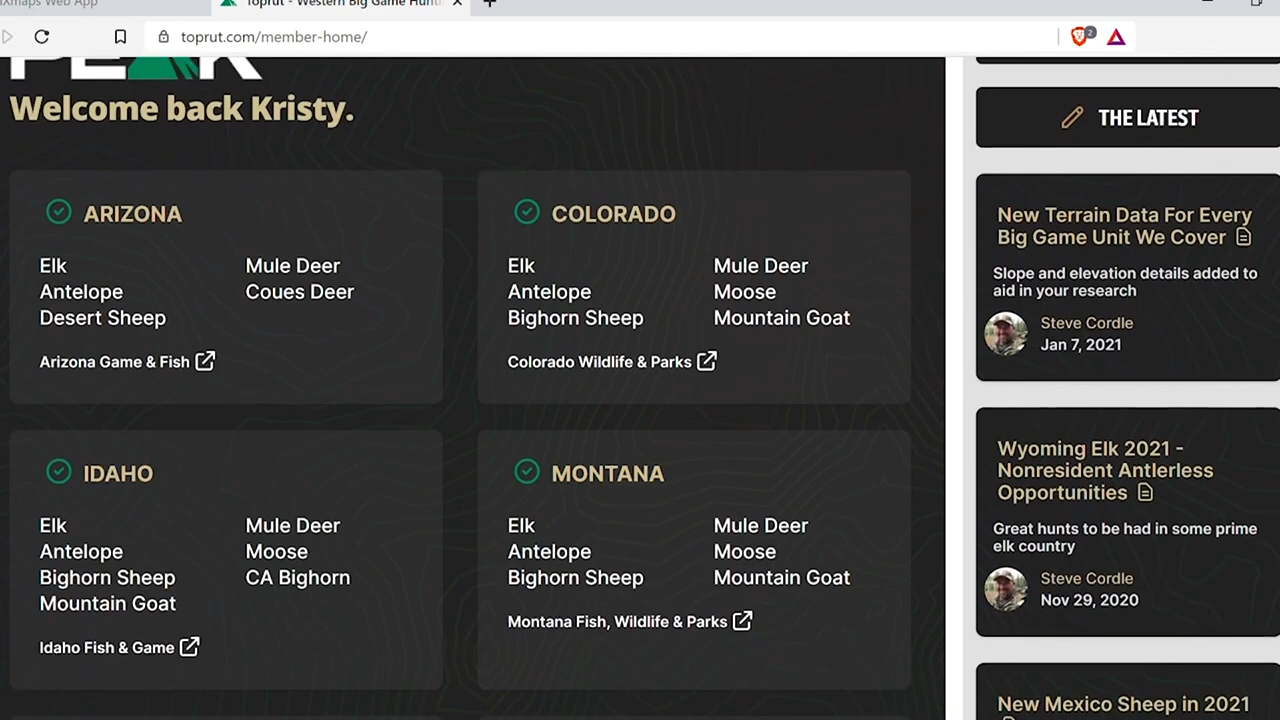 IXmaps Web App
Toprut - Western Big Game Hunt
toprut.com/member-home/
2
PEAK
Welcome back Kristy.
ARIZONA
Elk
Mule Deer
Antelope
Coues Deer
Desert Sheep
Arizona Game & Fish
COLORADO
Elk
Mule Deer
Antelope
Moose
Bighorn Sheep
Mountain Goat
Colorado Wildlife & Parks
IDAHO
Elk
Mule Deer
Antelope
Moose
Bighorn Sheep
CA Bighorn
Mountain Goat
Idaho Fish & Game
MONTANA
Elk
Mule Deer
Antelope
Moose
Bighorn Sheep
Mountain Goat
Montana Fish, Wildlife & Parks
THE LATEST
New Terrain Data For Every
Big Game Unit We Cover
Slope and elevation details added to
aid in your research
Steve Cordle
Jan 7, 2021
Wyoming Elk 2021 -
Nonresident Antlerless
Opportunities
Great hunts to be had in some prime
elk country
Steve Cordle
Nov 29, 2020
New Mexico Sheep in 2021